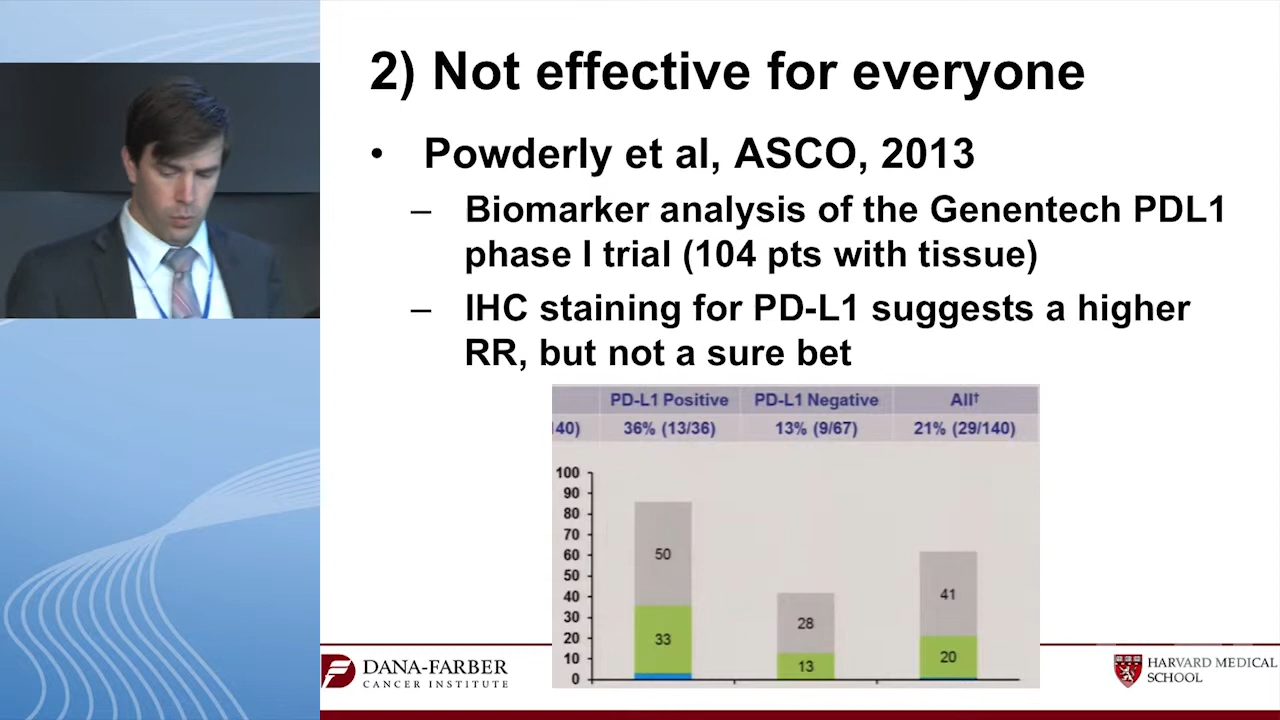 2) Not effective for everyone
• Powderly et al, ASCO, 2013
– Biomarker analysis of the Genentech PDL1
phase I trial (104 pts with tissue)
– IHC staining for PD-L1 suggests a higher
RR, but not a sure bet
PD-L1 Positive PD-L1 Negative All†
40) 36% (13/36) 13% (9/67) 21% (29/140)
100
90
80
70
60
50
40
30
20
10
0
50
33
28
13
41
20
DANA-FARBER
CANCER INSTITUTE
HARVARD MEDICAL
SCHOOL